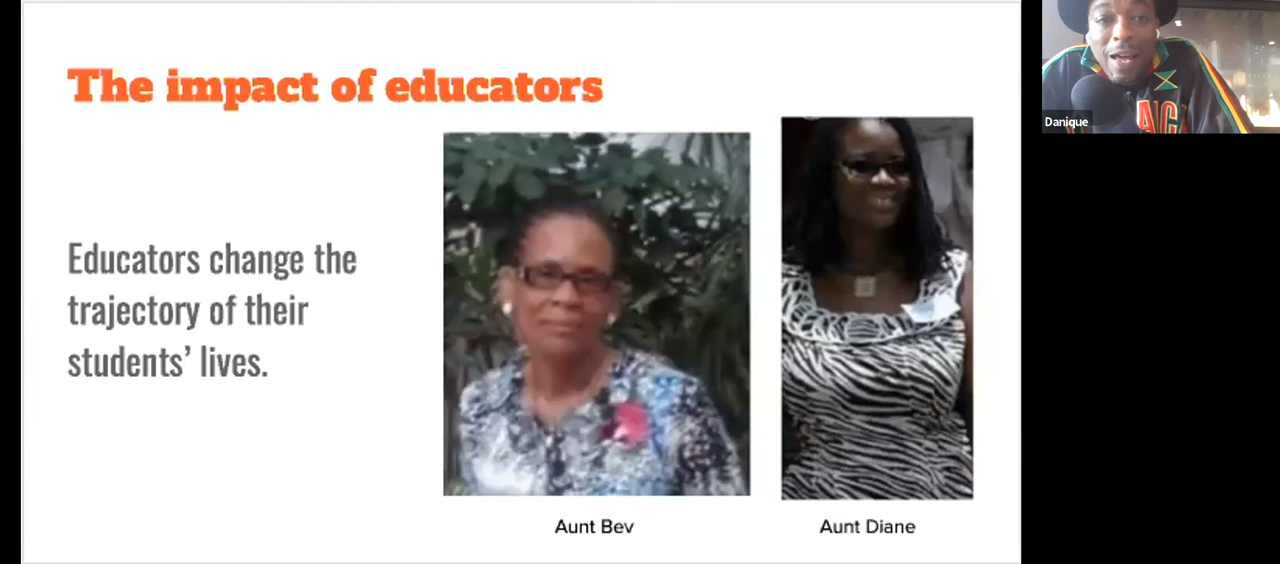 The impact of educators
Educators change the
trajectory of their
students' lives.
Aunt Bev
Aunt Diane
Danique